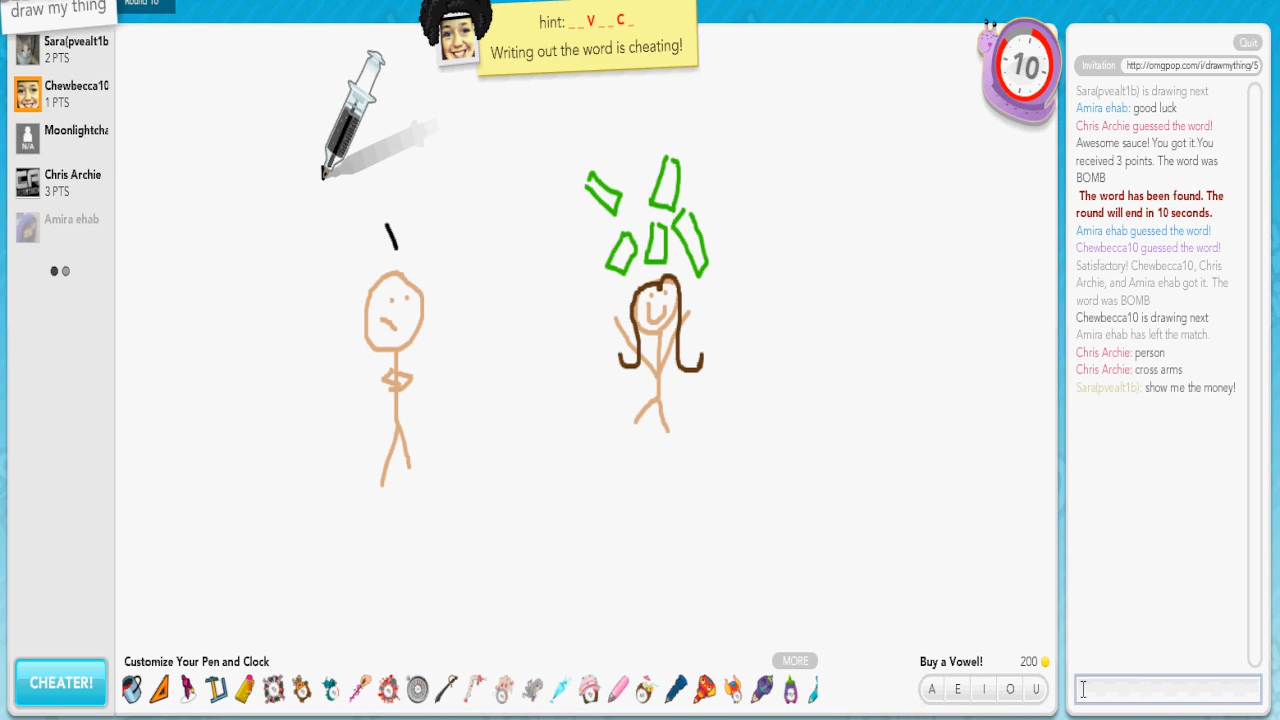 draw my thing
Round 10
hint: _ _ V _ _ C _
Writing out the word is cheating!
10
Sara(pvealt1b
2 PTS
Chewbecca10
1 PTS
N/A
Moonlightcha
Chris Archie
3 PTS
Amira ehab
CHEATER!
Customize Your Pen and Clock
MORE
Buy a Vowel!
200
A E I O U
Quit
Invitation http://omgpop.com/i/drawmything/5
Sara(pvealt1b) is drawing next
Amira ehab: good luck
Chris Archie guessed the word!
Awesome sauce! You got it.You
received 3 points. The word was
BOMB
The word has been found. The
round will end in 10 seconds.
Amira ehab guessed the word!
Chewbecca10 guessed the word!
Satisfactory! Chewbecca10, Chris
Archie, and Amira ehab got it. The
word was BOMB
Chewbecca10 is drawing next
Amira ehab has left the match.
Chris Archie: person
Chris Archie: cross arms
Sara(pvealt1b): show me the money!